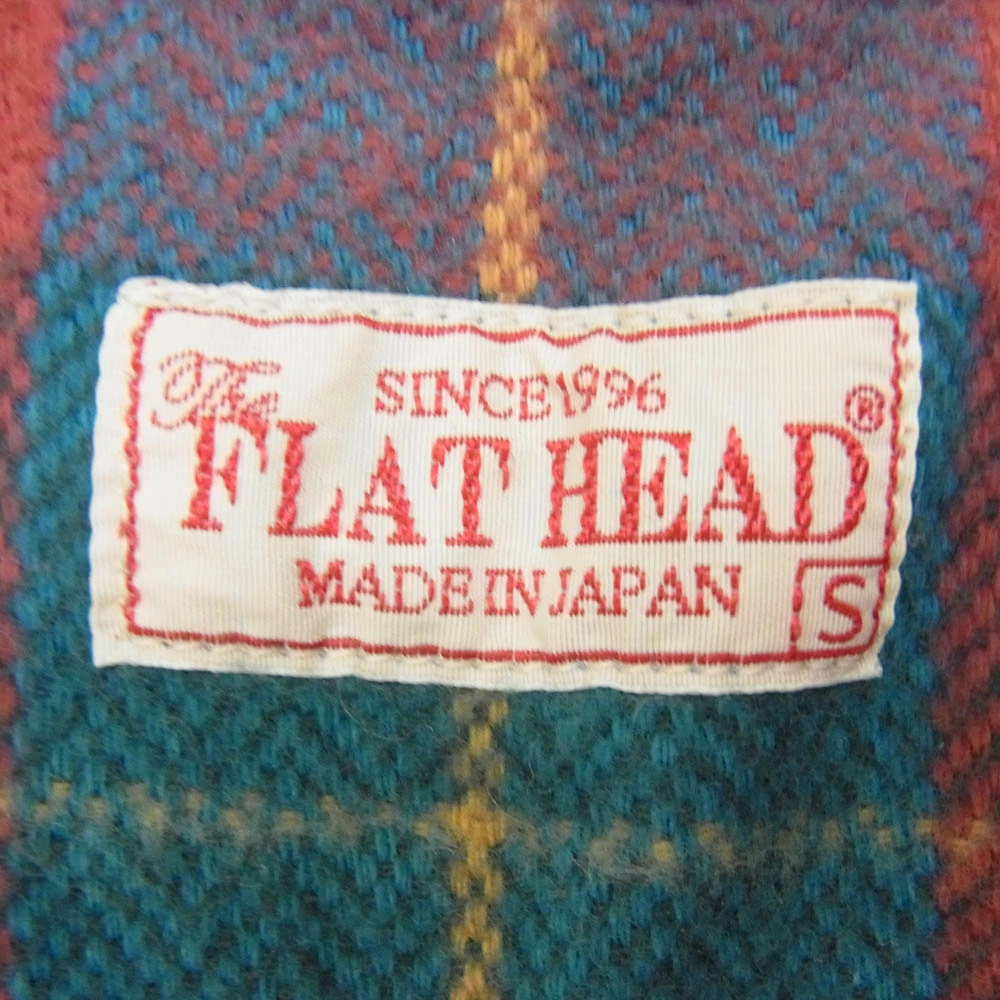 The
SINCE 1996
FLAT HEAD®
MADE IN JAPAN
S